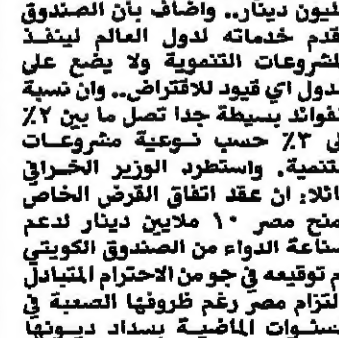 مليون دينار.. واضاف بأن الصندوق
يقدم خدماته لدول العالم لينفذ
المشروعات التنموية ولا يضع على
الدول اي قيود للاقتراض.. وان نسبة
الفوائد بسيطة جدا تصل ما بين ٢٪
الى ٣٪ حسب نوعية مشروعات
التنمية. واستطرد الوزير الخرافي
قائلا: ان عقد اتفاق القرض الخاص
بمنح مصر ١٠ ملايين دينار لدعم
صناعة الدواء من الصندوق الكويتي
تم توقيعه في جو من الاحترام المتبادل
والتزام مصر رغم ظروفها الصعبة في
السنوات الماضية بسداد ديونها